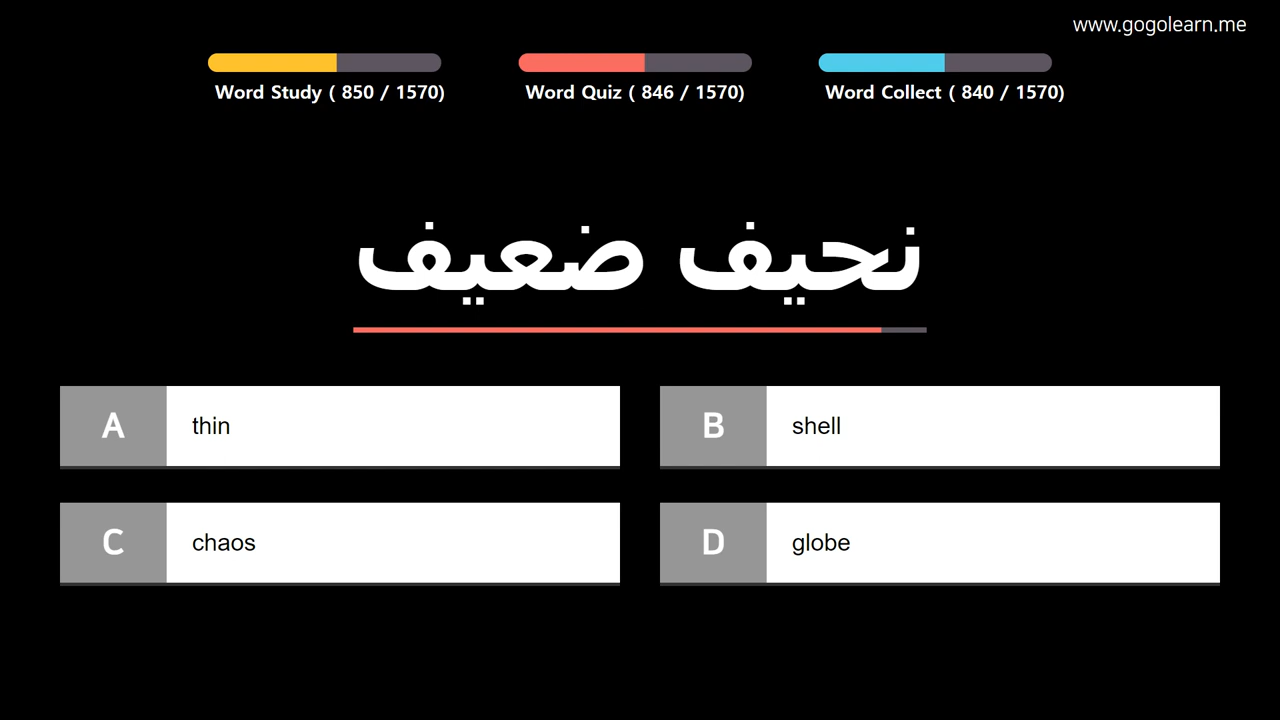 www.gogolearn.me
Word Study ( 850 / 1570)
Word Quiz ( 846 / 1570)
Word Collect ( 840 / 1570)
نحيف ضعيف
A thin
B shell
C chaos
D globe